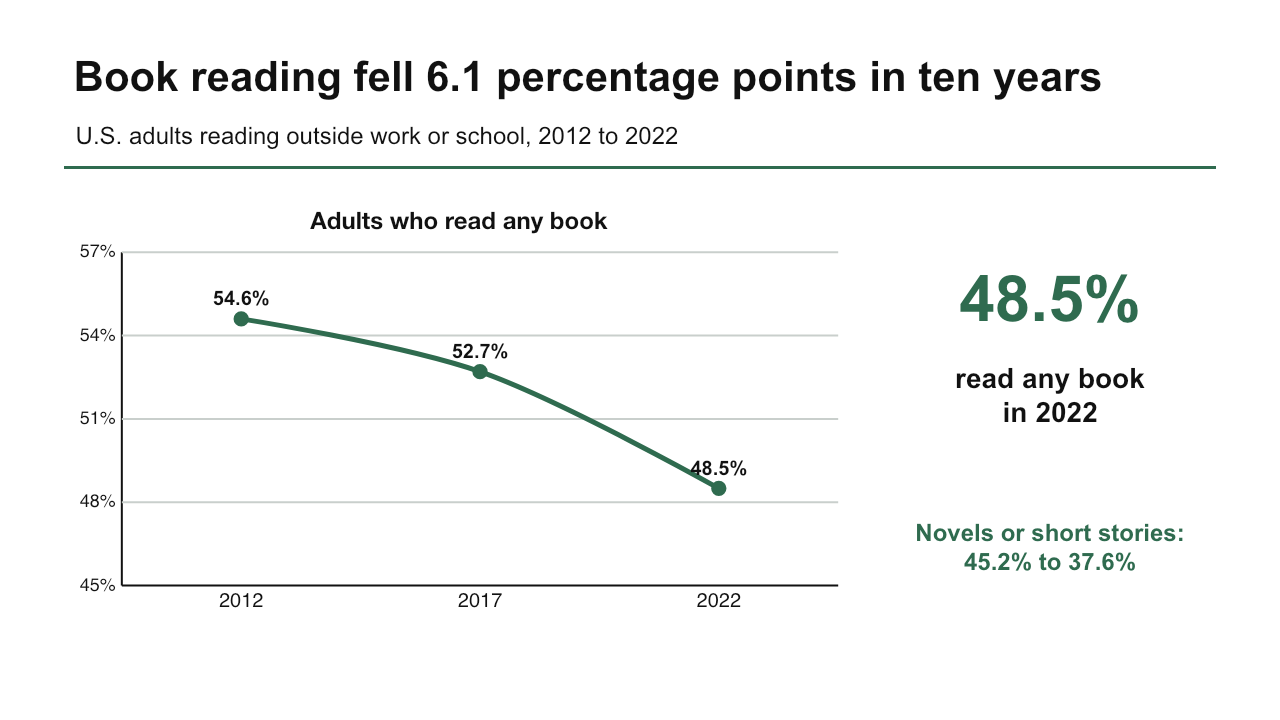 Book reading fell 6.1 percentage points in ten years
U.S. adults reading outside work or school, 2012 to 2022
Adults who read any book
57%
54%
51%
48%
45%
54.6%
52.7%
48.5%
2012
2017
2022
48.5%
read any book
in 2022
Novels or short stories:
45.2% to 37.6%